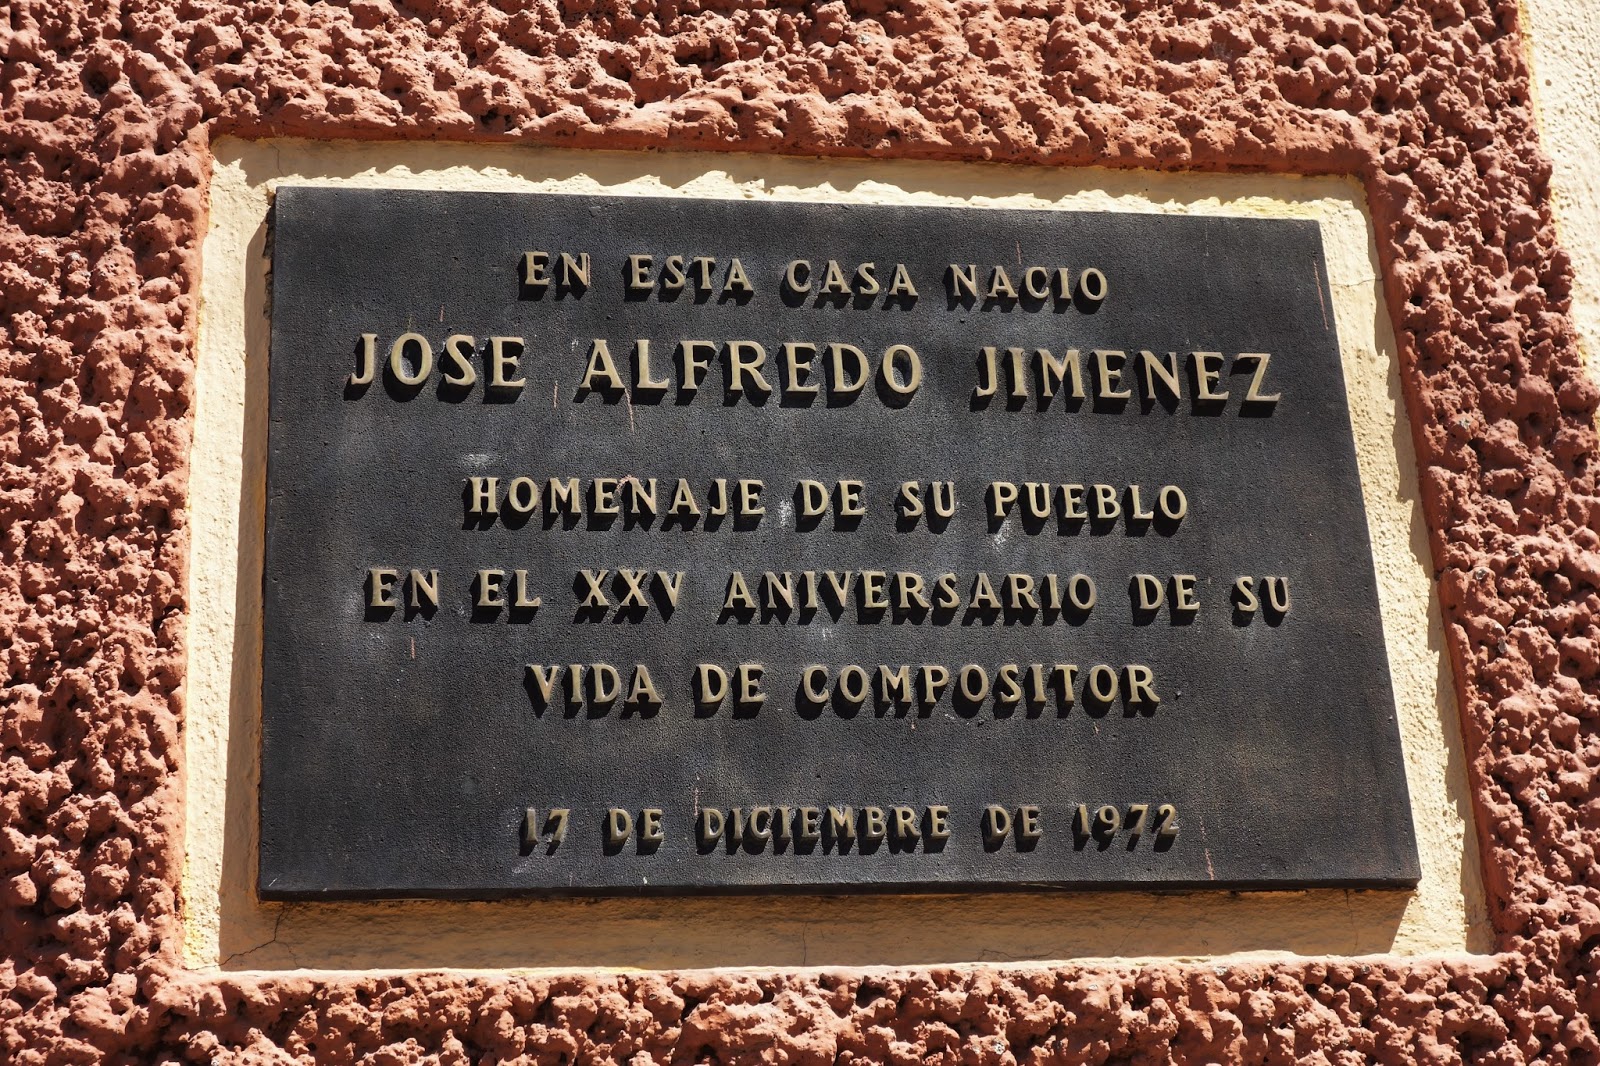 EN ESTA CASA NACIO
JOSE ALFREDO JIMENEZ
HOMENAJE DE SU PUEBLO
EN EL XXV ANIVERSARIO DE SU
VIDA DE COMPOSITOR
17 DE DICIEMBRE DE 1972